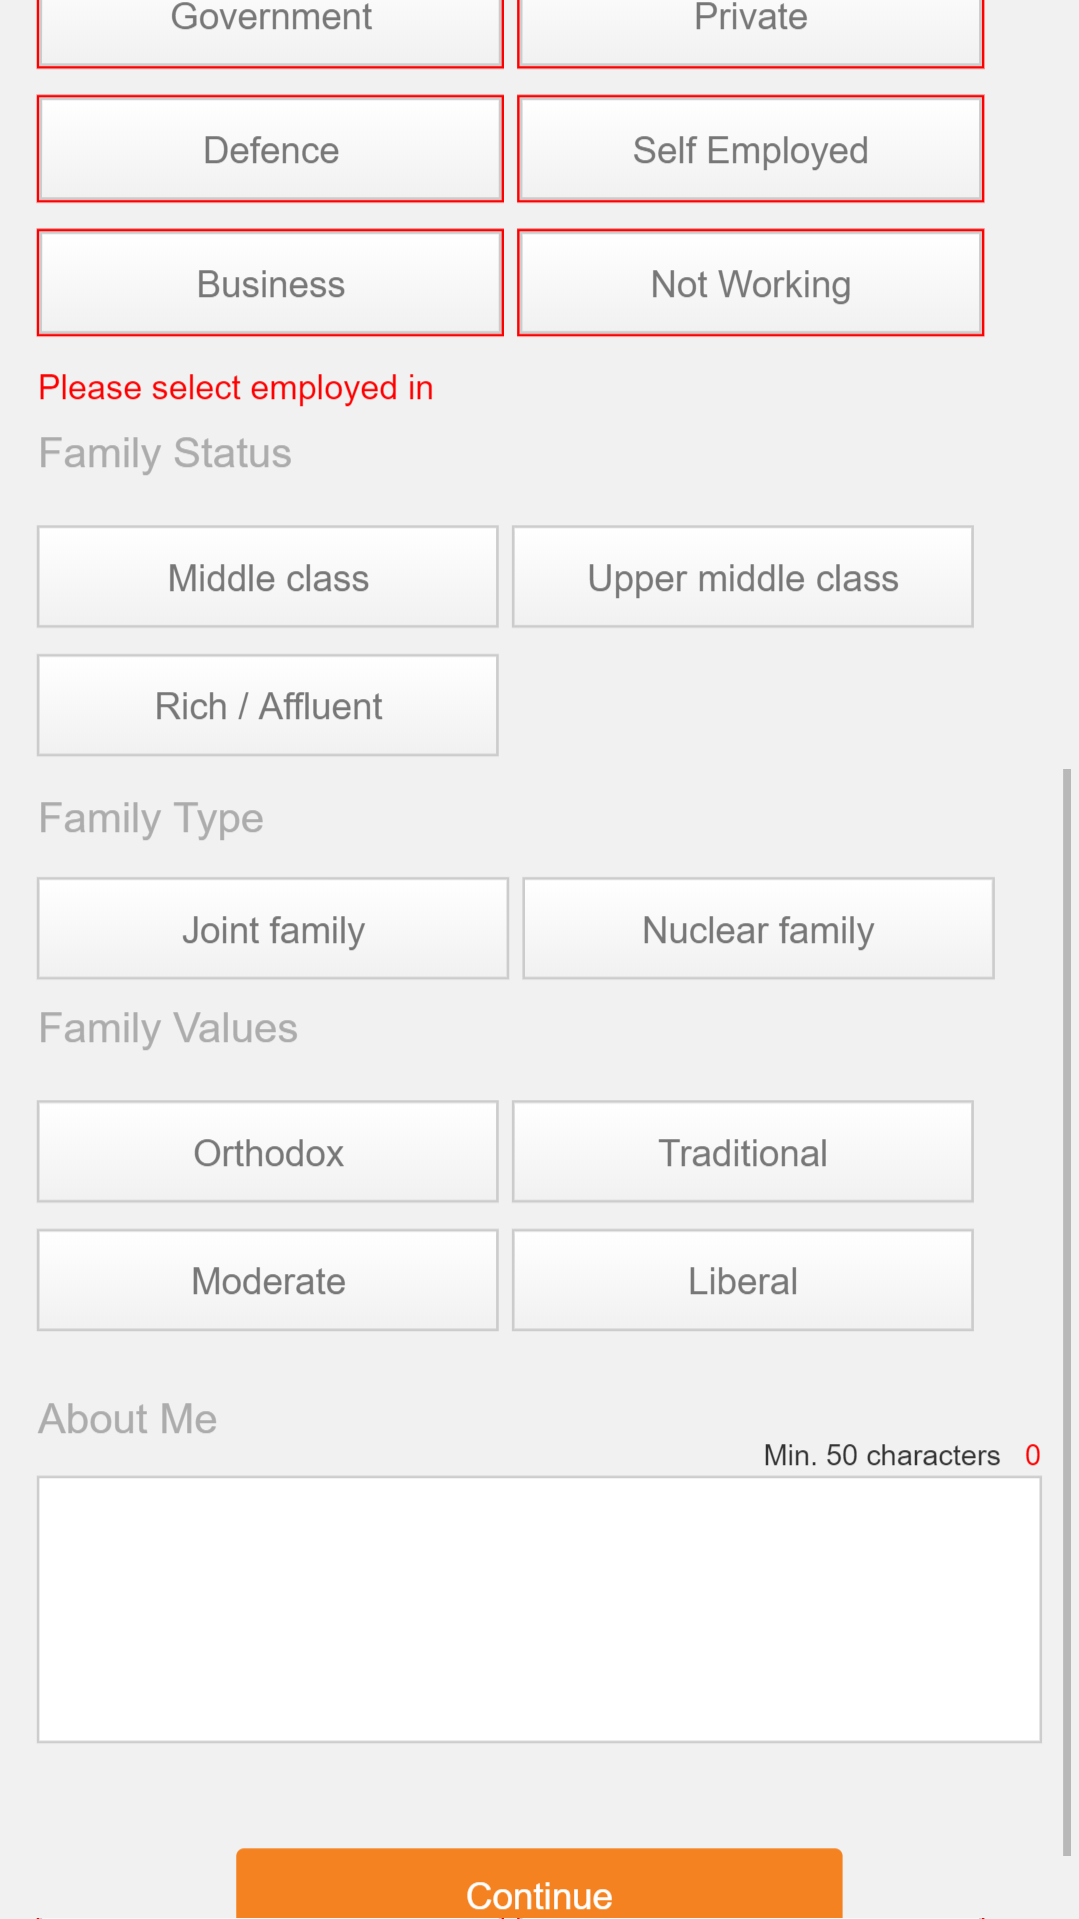 Government Private
Defence Self Employed
Business Not Working
Please select employed in
Family Status
Middle class Upper middle class
Rich / Affluent
Family Type
Joint family Nuclear family
Family Values
Orthodox Traditional
Moderate Liberal
About Me
Min. 50 characters 0
Continue